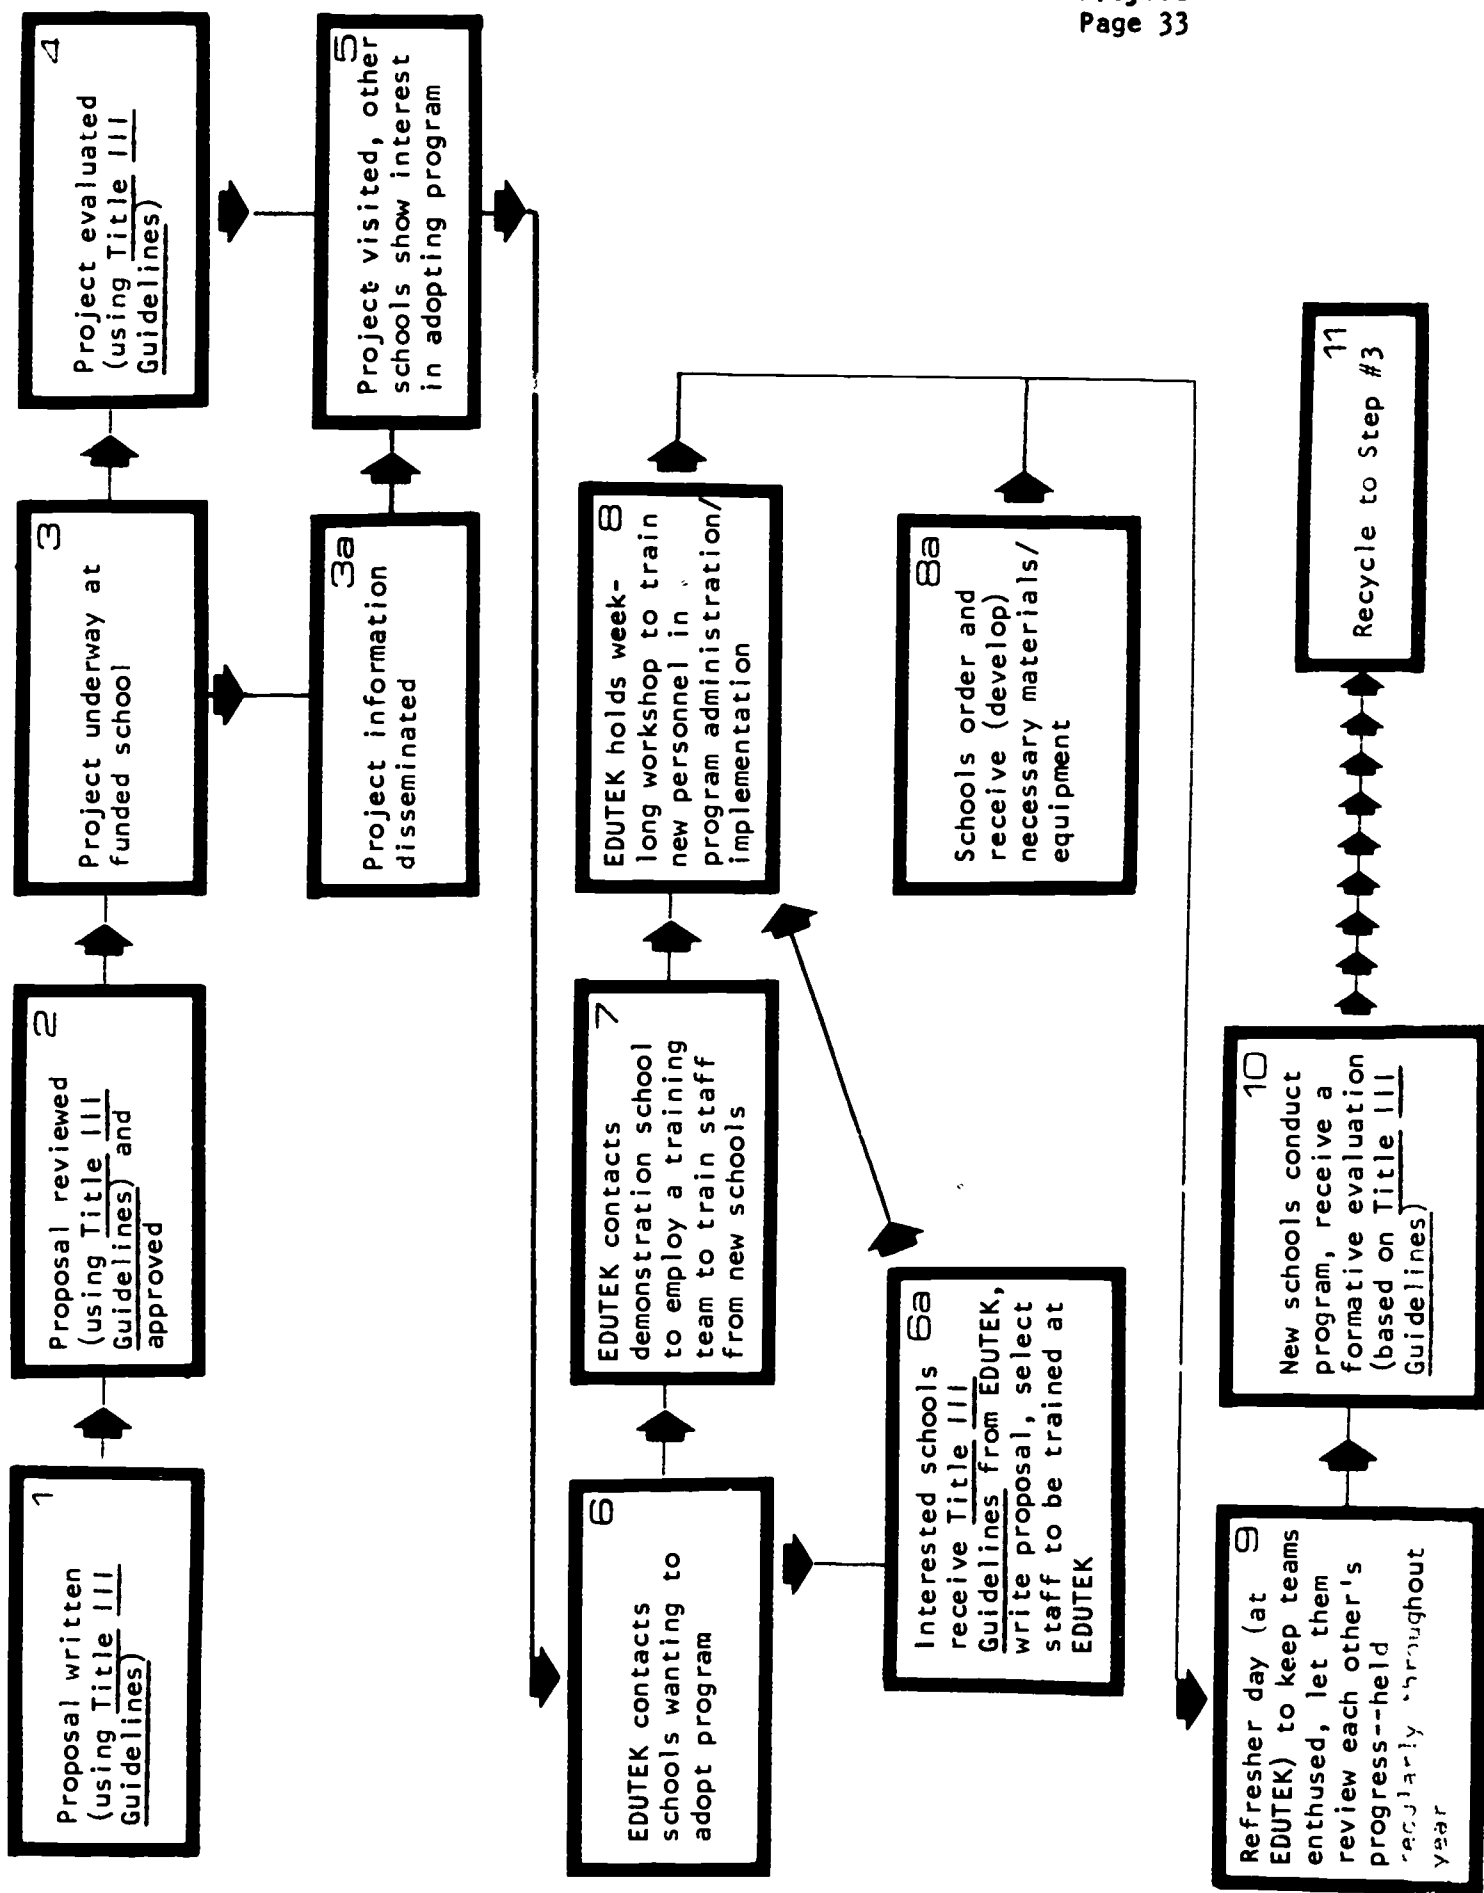 Page 33
1
Proposal written
(using Title III
Guidelines)
2
Proposal reviewed
(using Title III
Guidelines) and
approved
3
Project underway at
funded school
4
Project evaluated
(using Title III
Guidelines)
3a
Project information
disseminated
5
Project visited, other
schools show interest
in adopting program
6
EDUTEK contacts
schools wanting to
adopt program
7
EDUTEK contacts
demonstration school
to employ a training
team to train staff
from new schools
8
EDUTEK holds week-
long workshop to train
new personnel in
program administration/
implementation
6a
Interested schools
receive Title III
Guidelines from EDUTEK,
write proposal, select
staff to be trained at
EDUTEK
8a
Schools order and
receive (develop)
necessary materials/
equipment
9
Refresher day (at
EDUTEK) to keep teams
enthused, let them
review each other's
progress--held
regularly throughout
year
10
New schools conduct
program, receive a
formative evaluation
(based on Title III
Guidelines)
11
Recycle to Step #3